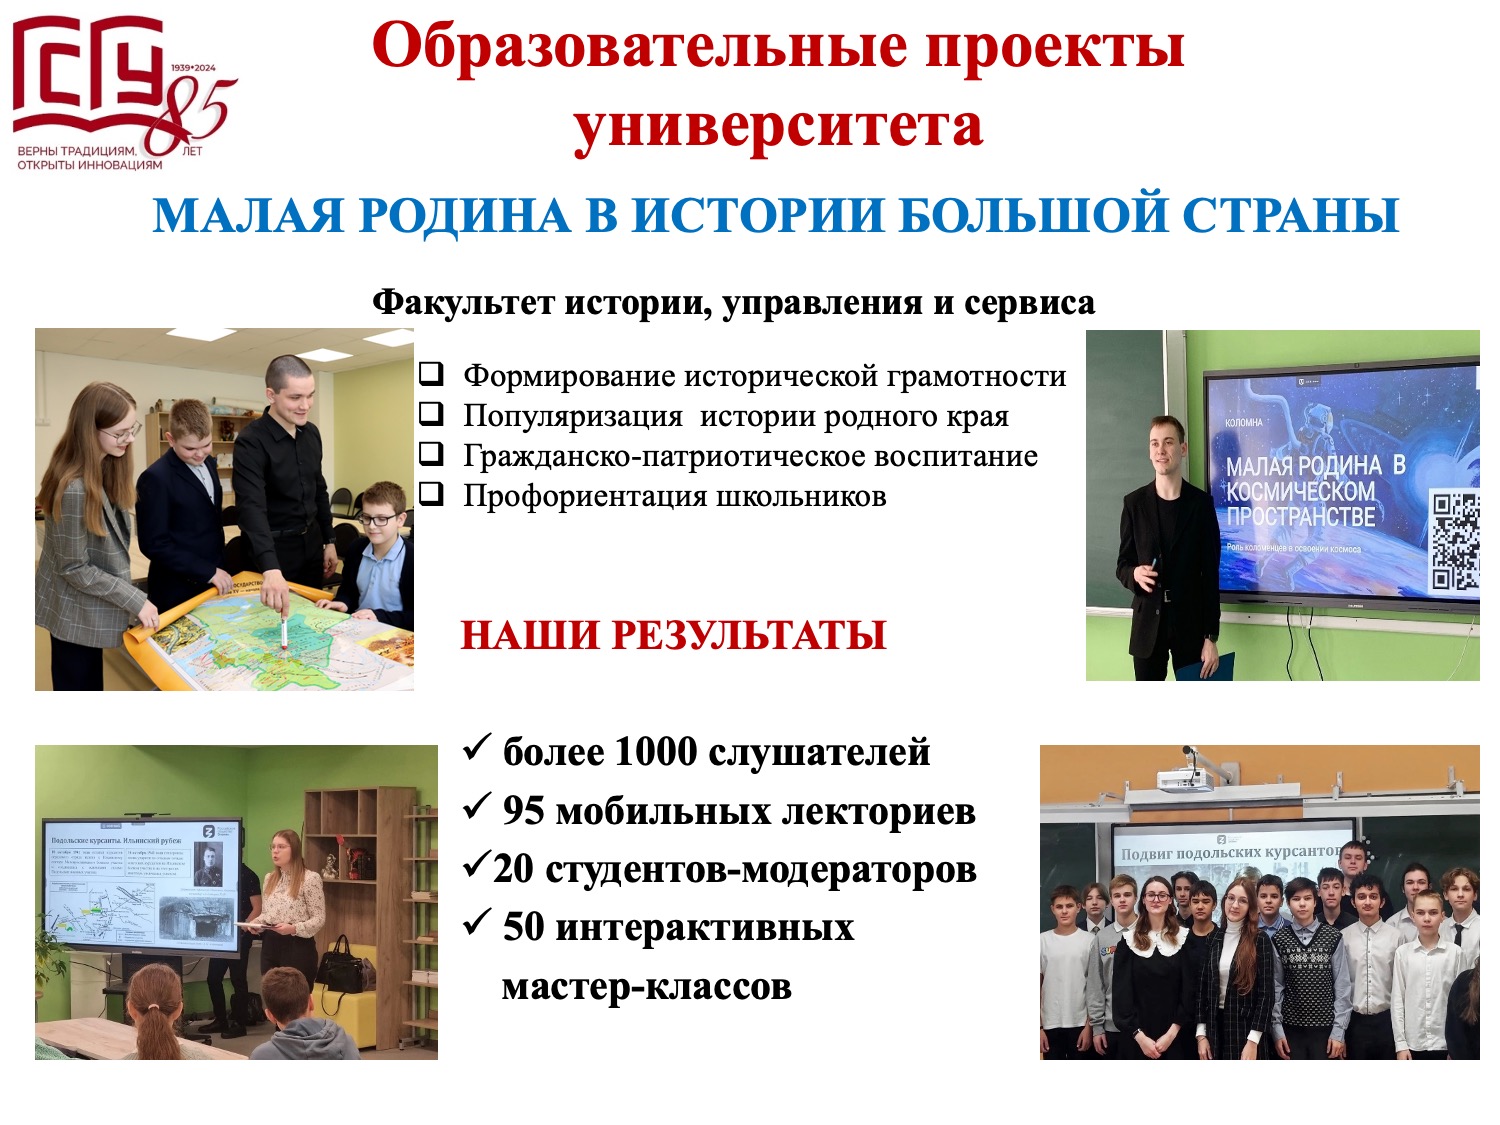 ГСГУ
1939•2024
85
ЛЕТ
ВЕРНЫ ТРАДИЦИЯМ,
ОТКРЫТЫ ИННОВАЦИЯМ
Образовательные проекты
университета
МАЛАЯ РОДИНА В ИСТОРИИ БОЛЬШОЙ СТРАНЫ
Факультет истории, управления и сервиса
Формирование исторической грамотности
Популяризация истории родного края
Гражданско-патриотическое воспитание
Профориентация школьников
КОЛОМНА
МАЛАЯ РОДИНА В
КОСМИЧЕСКОМ
ПРОСТРАНСТВЕ
Роль коломенцев в освоении космоса
НАШИ РЕЗУЛЬТАТЫ
более 1000 слушателей
95 мобильных лекториев
20 студентов-модераторов
50 интерактивных
мастер-классов
Подольские курсанты. Ильинский рубеж
Подвиг подольских курсантов